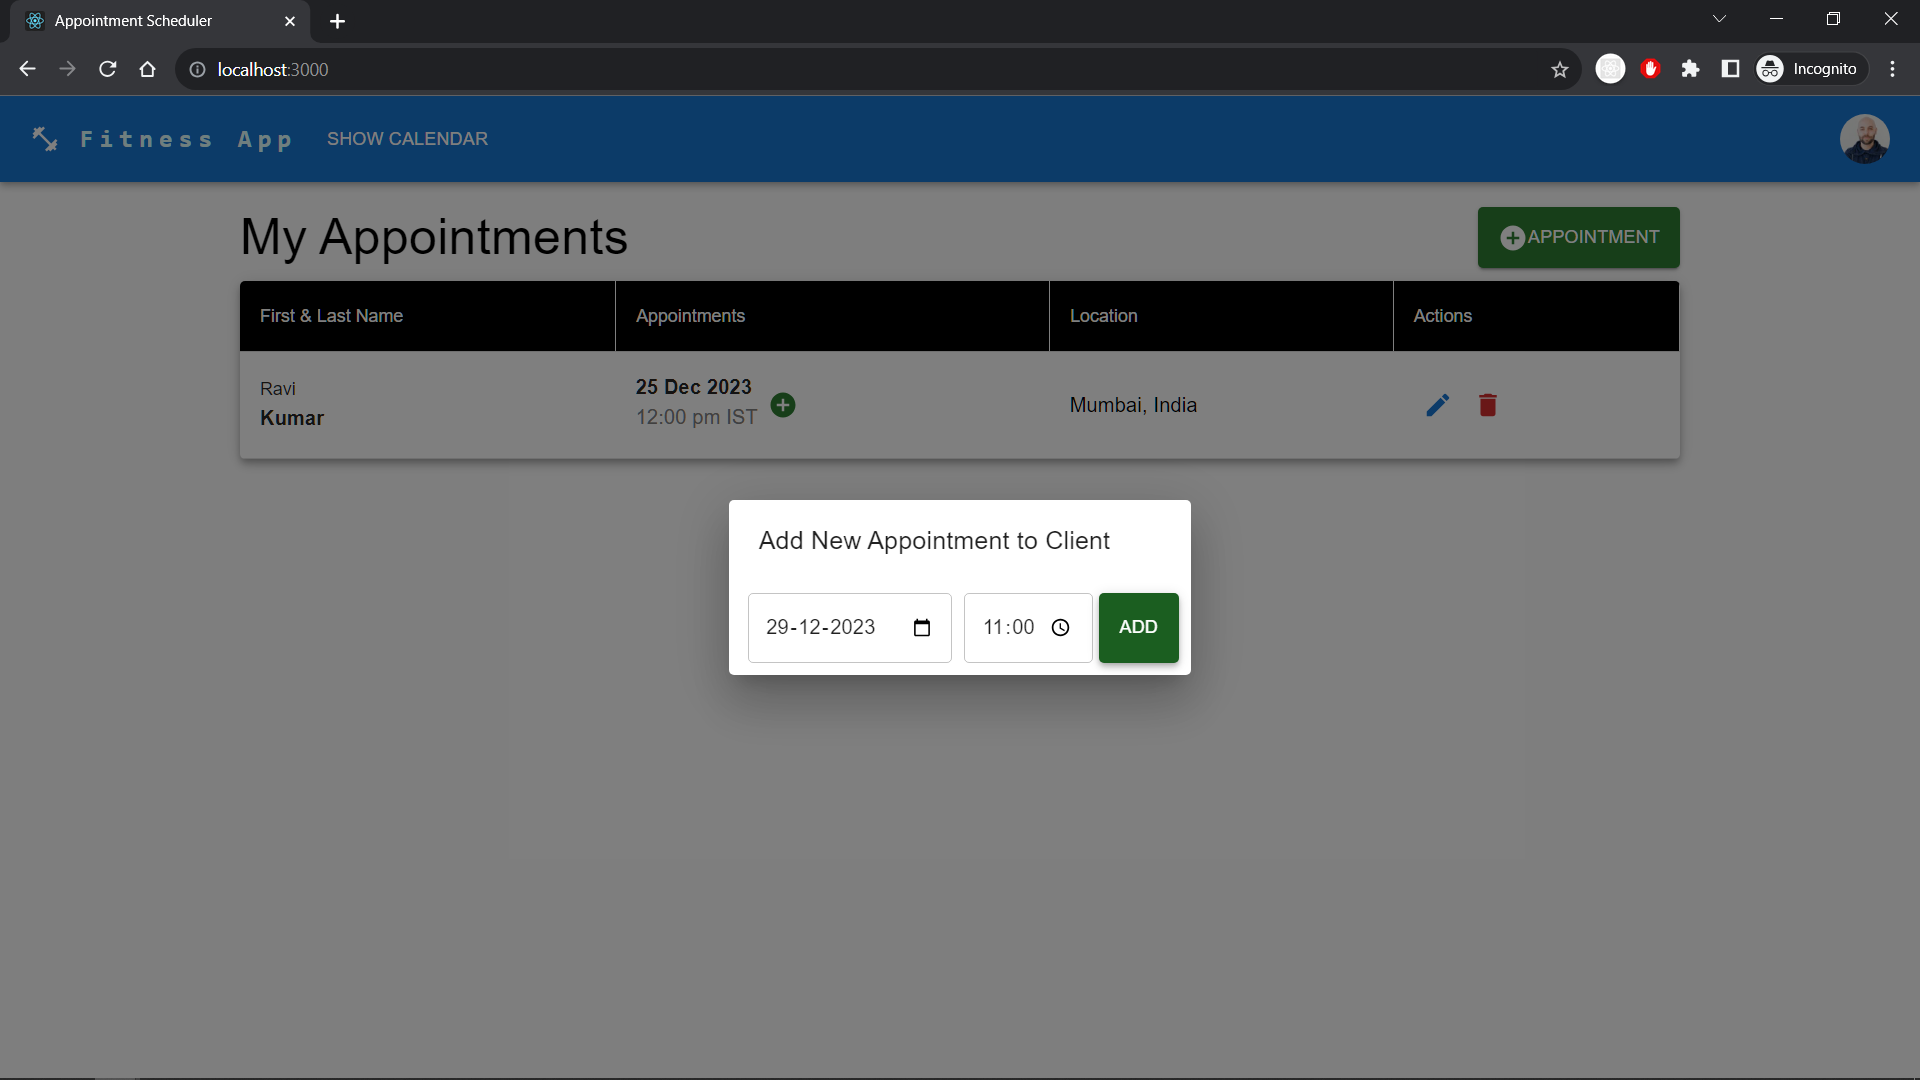 Appointment Scheduler
localhost:3000
Incognito
Fitness App
SHOW CALENDAR
My Appointments
APPOINTMENT
First & Last Name
Appointments
Location
Actions
Ravi
Kumar
25 Dec 2023
12:00 pm IST
Mumbai, India
Add New Appointment to Client
29-12-2023
11:00
ADD